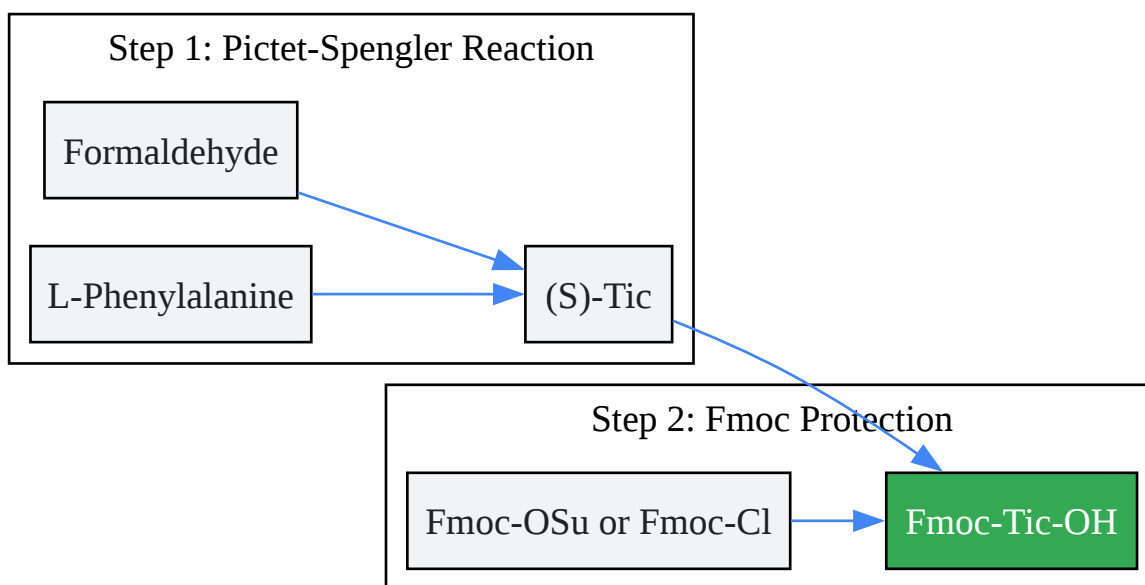 Step 1: Pictet-Spengler Reaction
Formaldehyde
L-Phenylalanine
(S)-Tic
Step 2: Fmoc Protection
Fmoc-OSu or Fmoc-Cl
Fmoc-Tic-OH